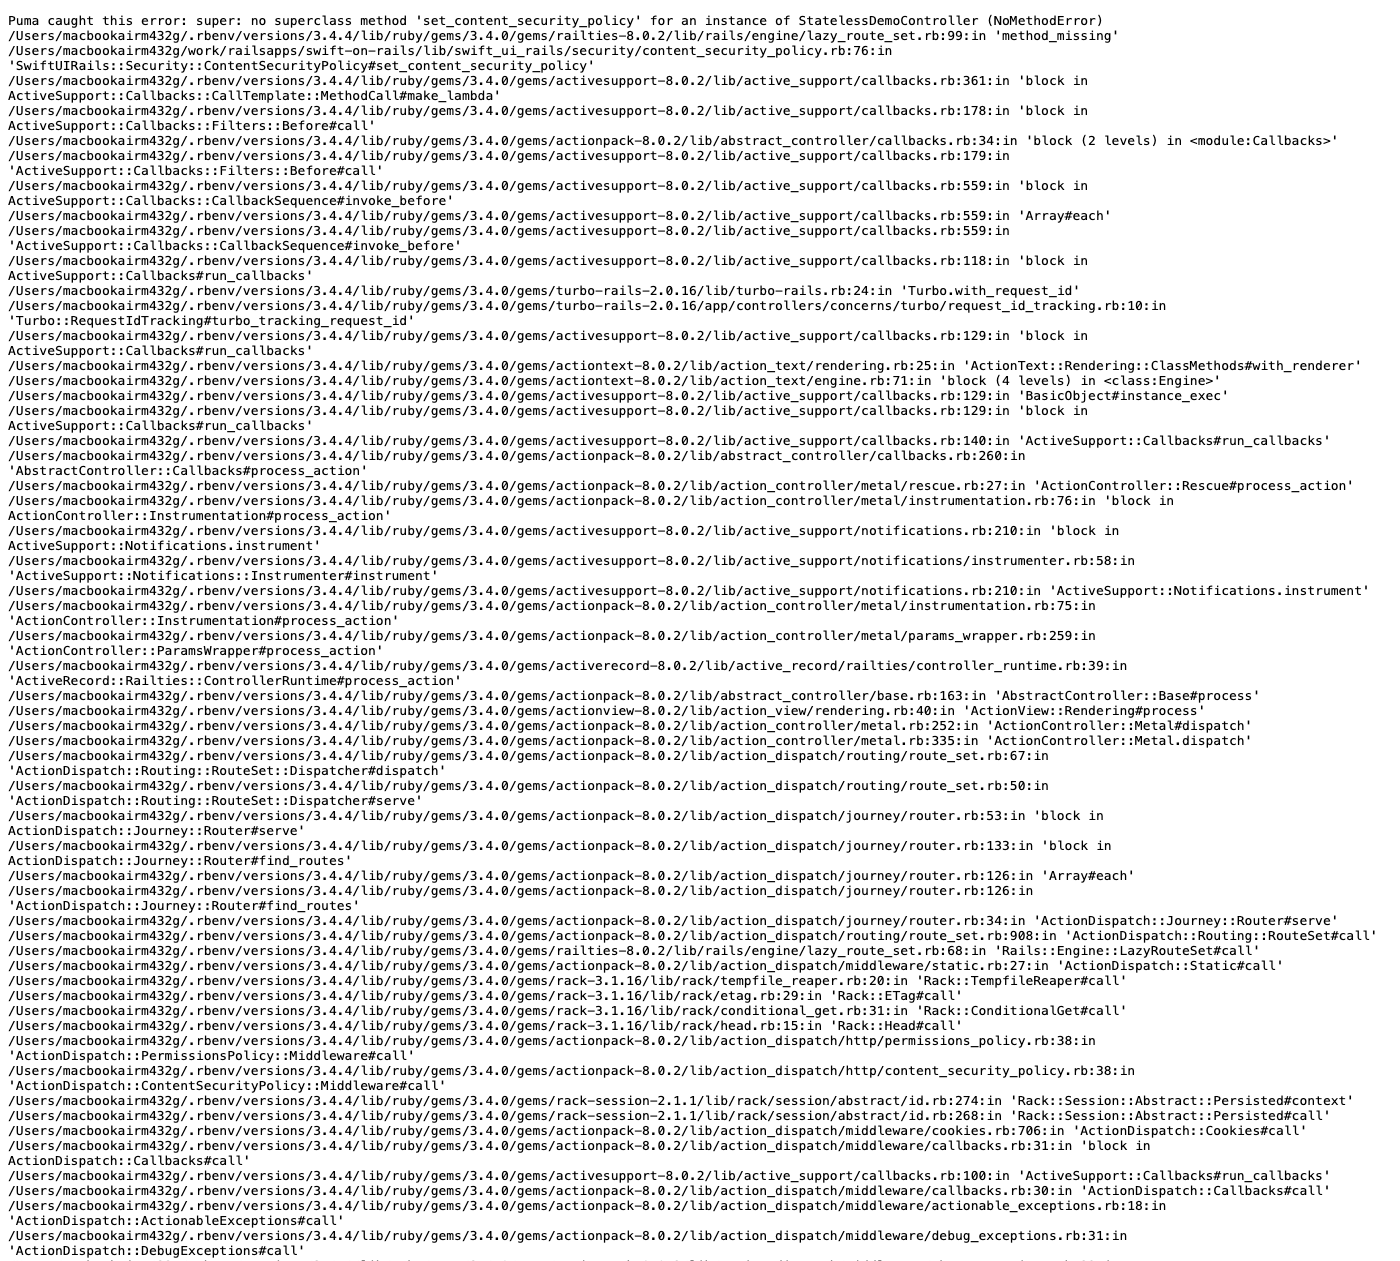 Puma caught this error: super: no superclass method 'set_content_security_policy' for an instance of StatelessDemoController (NoMethodError)
/Users/macbookairm432g/.rbenv/versions/3.4.4/lib/ruby/gems/3.4.0/gems/railties-8.0.2/lib/rails/engine/lazy_route_set.rb:99:in 'method_missing'
/Users/macbookairm432g/work/railsapps/swift-on-rails/lib/swift_ui_rails/security/content_security_policy.rb:76:in
'SwiftUIRails::Security::ContentSecurityPolicy#set_content_security_policy'
/Users/macbookairm432g/.rbenv/versions/3.4.4/lib/ruby/gems/3.4.0/gems/activesupport-8.0.2/lib/active_support/callbacks.rb:361:in 'block in
ActiveSupport::Callbacks::CallTemplate::MethodCall#make_lambda'
/Users/macbookairm432g/.rbenv/versions/3.4.4/lib/ruby/gems/3.4.0/gems/activesupport-8.0.2/lib/active_support/callbacks.rb:178:in 'block in
ActiveSupport::Callbacks::Filters::Before#call'
/Users/macbookairm432g/.rbenv/versions/3.4.4/lib/ruby/gems/3.4.0/gems/actionpack-8.0.2/lib/abstract_controller/callbacks.rb:34:in 'block (2 levels) in <module:Callbacks>'
/Users/macbookairm432g/.rbenv/versions/3.4.4/lib/ruby/gems/3.4.0/gems/activesupport-8.0.2/lib/active_support/callbacks.rb:179:in
'ActiveSupport::Callbacks::Filters::Before#call'
/Users/macbookairm432g/.rbenv/versions/3.4.4/lib/ruby/gems/3.4.0/gems/activesupport-8.0.2/lib/active_support/callbacks.rb:559:in 'block in
ActiveSupport::Callbacks::CallbackSequence#invoke_before'
/Users/macbookairm432g/.rbenv/versions/3.4.4/lib/ruby/gems/3.4.0/gems/activesupport-8.0.2/lib/active_support/callbacks.rb:559:in 'Array#each'
/Users/macbookairm432g/.rbenv/versions/3.4.4/lib/ruby/gems/3.4.0/gems/activesupport-8.0.2/lib/active_support/callbacks.rb:559:in
'ActiveSupport::Callbacks::CallbackSequence#invoke_before'
/Users/macbookairm432g/.rbenv/versions/3.4.4/lib/ruby/gems/3.4.0/gems/activesupport-8.0.2/lib/active_support/callbacks.rb:118:in 'block in
ActiveSupport::Callbacks#run_callbacks'
/Users/macbookairm432g/.rbenv/versions/3.4.4/lib/ruby/gems/3.4.0/gems/turbo-rails-2.0.16/lib/turbo-rails.rb:24:in 'Turbo.with_request_id'
/Users/macbookairm432g/.rbenv/versions/3.4.4/lib/ruby/gems/3.4.0/gems/turbo-rails-2.0.16/app/controllers/concerns/turbo/request_id_tracking.rb:10:in
'Turbo::RequestIdTracking#turbo_tracking_request_id'
/Users/macbookairm432g/.rbenv/versions/3.4.4/lib/ruby/gems/3.4.0/gems/activesupport-8.0.2/lib/active_support/callbacks.rb:129:in 'block in
ActiveSupport::Callbacks#run_callbacks'
/Users/macbookairm432g/.rbenv/versions/3.4.4/lib/ruby/gems/3.4.0/gems/actiontext-8.0.2/lib/action_text/rendering.rb:25:in 'ActionText::Rendering::ClassMethods#with_renderer'
/Users/macbookairm432g/.rbenv/versions/3.4.4/lib/ruby/gems/3.4.0/gems/actiontext-8.0.2/lib/action_text/engine.rb:71:in 'block (4 levels) in <class:Engine>'
/Users/macbookairm432g/.rbenv/versions/3.4.4/lib/ruby/gems/3.4.0/gems/activesupport-8.0.2/lib/active_support/callbacks.rb:129:in 'BasicObject#instance_exec'
/Users/macbookairm432g/.rbenv/versions/3.4.4/lib/ruby/gems/3.4.0/gems/activesupport-8.0.2/lib/active_support/callbacks.rb:129:in 'block in
ActiveSupport::Callbacks#run_callbacks'
/Users/macbookairm432g/.rbenv/versions/3.4.4/lib/ruby/gems/3.4.0/gems/activesupport-8.0.2/lib/active_support/callbacks.rb:140:in 'ActiveSupport::Callbacks#run_callbacks'
/Users/macbookairm432g/.rbenv/versions/3.4.4/lib/ruby/gems/3.4.0/gems/actionpack-8.0.2/lib/abstract_controller/callbacks.rb:260:in
'AbstractController::Callbacks#process_action'
/Users/macbookairm432g/.rbenv/versions/3.4.4/lib/ruby/gems/3.4.0/gems/actionpack-8.0.2/lib/action_controller/metal/rescue.rb:27:in 'ActionController::Rescue#process_action'
/Users/macbookairm432g/.rbenv/versions/3.4.4/lib/ruby/gems/3.4.0/gems/actionpack-8.0.2/lib/action_controller/metal/instrumentation.rb:76:in 'block in
ActionController::Instrumentation#process_action'
/Users/macbookairm432g/.rbenv/versions/3.4.4/lib/ruby/gems/3.4.0/gems/activesupport-8.0.2/lib/active_support/notifications.rb:210:in 'block in
ActiveSupport::Notifications.instrument'
/Users/macbookairm432g/.rbenv/versions/3.4.4/lib/ruby/gems/3.4.0/gems/activesupport-8.0.2/lib/active_support/notifications/instrumenter.rb:58:in
'ActiveSupport::Notifications::Instrumenter#instrument'
/Users/macbookairm432g/.rbenv/versions/3.4.4/lib/ruby/gems/3.4.0/gems/activesupport-8.0.2/lib/active_support/notifications.rb:210:in 'ActiveSupport::Notifications.instrument'
/Users/macbookairm432g/.rbenv/versions/3.4.4/lib/ruby/gems/3.4.0/gems/actionpack-8.0.2/lib/action_controller/metal/instrumentation.rb:75:in
'ActionController::Instrumentation#process_action'
/Users/macbookairm432g/.rbenv/versions/3.4.4/lib/ruby/gems/3.4.0/gems/actionpack-8.0.2/lib/action_controller/metal/params_wrapper.rb:259:in
'ActionController::ParamsWrapper#process_action'
/Users/macbookairm432g/.rbenv/versions/3.4.4/lib/ruby/gems/3.4.0/gems/activerecord-8.0.2/lib/active_record/railties/controller_runtime.rb:39:in
'ActiveRecord::Railties::ControllerRuntime#process_action'
/Users/macbookairm432g/.rbenv/versions/3.4.4/lib/ruby/gems/3.4.0/gems/actionpack-8.0.2/lib/abstract_controller/base.rb:163:in 'AbstractController::Base#process'
/Users/macbookairm432g/.rbenv/versions/3.4.4/lib/ruby/gems/3.4.0/gems/actionview-8.0.2/lib/action_view/rendering.rb:40:in 'ActionView::Rendering#process'
/Users/macbookairm432g/.rbenv/versions/3.4.4/lib/ruby/gems/3.4.0/gems/actionpack-8.0.2/lib/action_controller/metal.rb:252:in 'ActionController::Metal#dispatch'
/Users/macbookairm432g/.rbenv/versions/3.4.4/lib/ruby/gems/3.4.0/gems/actionpack-8.0.2/lib/action_controller/metal.rb:335:in 'ActionController::Metal.dispatch'
/Users/macbookairm432g/.rbenv/versions/3.4.4/lib/ruby/gems/3.4.0/gems/actionpack-8.0.2/lib/action_dispatch/routing/route_set.rb:67:in
'ActionDispatch::Routing::RouteSet::Dispatcher#dispatch'
/Users/macbookairm432g/.rbenv/versions/3.4.4/lib/ruby/gems/3.4.0/gems/actionpack-8.0.2/lib/action_dispatch/routing/route_set.rb:50:in
'ActionDispatch::Routing::RouteSet::Dispatcher#serve'
/Users/macbookairm432g/.rbenv/versions/3.4.4/lib/ruby/gems/3.4.0/gems/actionpack-8.0.2/lib/action_dispatch/journey/router.rb:53:in 'block in
ActionDispatch::Journey::Router#serve'
/Users/macbookairm432g/.rbenv/versions/3.4.4/lib/ruby/gems/3.4.0/gems/actionpack-8.0.2/lib/action_dispatch/journey/router.rb:133:in 'block in
ActionDispatch::Journey::Router#find_routes'
/Users/macbookairm432g/.rbenv/versions/3.4.4/lib/ruby/gems/3.4.0/gems/actionpack-8.0.2/lib/action_dispatch/journey/router.rb:126:in 'Array#each'
/Users/macbookairm432g/.rbenv/versions/3.4.4/lib/ruby/gems/3.4.0/gems/actionpack-8.0.2/lib/action_dispatch/journey/router.rb:126:in
'ActionDispatch::Journey::Router#find_routes'
/Users/macbookairm432g/.rbenv/versions/3.4.4/lib/ruby/gems/3.4.0/gems/actionpack-8.0.2/lib/action_dispatch/journey/router.rb:34:in 'ActionDispatch::Journey::Router#serve'
/Users/macbookairm432g/.rbenv/versions/3.4.4/lib/ruby/gems/3.4.0/gems/actionpack-8.0.2/lib/action_dispatch/routing/route_set.rb:908:in 'ActionDispatch::Routing::RouteSet#call'
/Users/macbookairm432g/.rbenv/versions/3.4.4/lib/ruby/gems/3.4.0/gems/railties-8.0.2/lib/rails/engine/lazy_route_set.rb:68:in 'Rails::Engine::LazyRouteSet#call'
/Users/macbookairm432g/.rbenv/versions/3.4.4/lib/ruby/gems/3.4.0/gems/actionpack-8.0.2/lib/action_dispatch/middleware/static.rb:27:in 'ActionDispatch::Static#call'
/Users/macbookairm432g/.rbenv/versions/3.4.4/lib/ruby/gems/3.4.0/gems/rack-3.1.16/lib/rack/tempfile_reaper.rb:20:in 'Rack::TempfileReaper#call'
/Users/macbookairm432g/.rbenv/versions/3.4.4/lib/ruby/gems/3.4.0/gems/rack-3.1.16/lib/rack/etag.rb:29:in 'Rack::ETag#call'
/Users/macbookairm432g/.rbenv/versions/3.4.4/lib/ruby/gems/3.4.0/gems/rack-3.1.16/lib/rack/conditional_get.rb:31:in 'Rack::ConditionalGet#call'
/Users/macbookairm432g/.rbenv/versions/3.4.4/lib/ruby/gems/3.4.0/gems/rack-3.1.16/lib/rack/head.rb:15:in 'Rack::Head#call'
/Users/macbookairm432g/.rbenv/versions/3.4.4/lib/ruby/gems/3.4.0/gems/actionpack-8.0.2/lib/action_dispatch/http/permissions_policy.rb:38:in
'ActionDispatch::PermissionsPolicy::Middleware#call'
/Users/macbookairm432g/.rbenv/versions/3.4.4/lib/ruby/gems/3.4.0/gems/actionpack-8.0.2/lib/action_dispatch/http/content_security_policy.rb:38:in
'ActionDispatch::ContentSecurityPolicy::Middleware#call'
/Users/macbookairm432g/.rbenv/versions/3.4.4/lib/ruby/gems/3.4.0/gems/rack-session-2.1.1/lib/rack/session/abstract/id.rb:274:in 'Rack::Session::Abstract::Persisted#context'
/Users/macbookairm432g/.rbenv/versions/3.4.4/lib/ruby/gems/3.4.0/gems/rack-session-2.1.1/lib/rack/session/abstract/id.rb:268:in 'Rack::Session::Abstract::Persisted#call'
/Users/macbookairm432g/.rbenv/versions/3.4.4/lib/ruby/gems/3.4.0/gems/actionpack-8.0.2/lib/action_dispatch/middleware/cookies.rb:706:in 'ActionDispatch::Cookies#call'
/Users/macbookairm432g/.rbenv/versions/3.4.4/lib/ruby/gems/3.4.0/gems/actionpack-8.0.2/lib/action_dispatch/middleware/callbacks.rb:31:in 'block in
ActionDispatch::Callbacks#call'
/Users/macbookairm432g/.rbenv/versions/3.4.4/lib/ruby/gems/3.4.0/gems/activesupport-8.0.2/lib/active_support/callbacks.rb:100:in 'ActiveSupport::Callbacks#run_callbacks'
/Users/macbookairm432g/.rbenv/versions/3.4.4/lib/ruby/gems/3.4.0/gems/actionpack-8.0.2/lib/action_dispatch/middleware/callbacks.rb:30:in 'ActionDispatch::Callbacks#call'
/Users/macbookairm432g/.rbenv/versions/3.4.4/lib/ruby/gems/3.4.0/gems/actionpack-8.0.2/lib/action_dispatch/middleware/actionable_exceptions.rb:18:in
'ActionDispatch::ActionableExceptions#call'
/Users/macbookairm432g/.rbenv/versions/3.4.4/lib/ruby/gems/3.4.0/gems/actionpack-8.0.2/lib/action_dispatch/middleware/debug_exceptions.rb:31:in
'ActionDispatch::DebugExceptions#call'